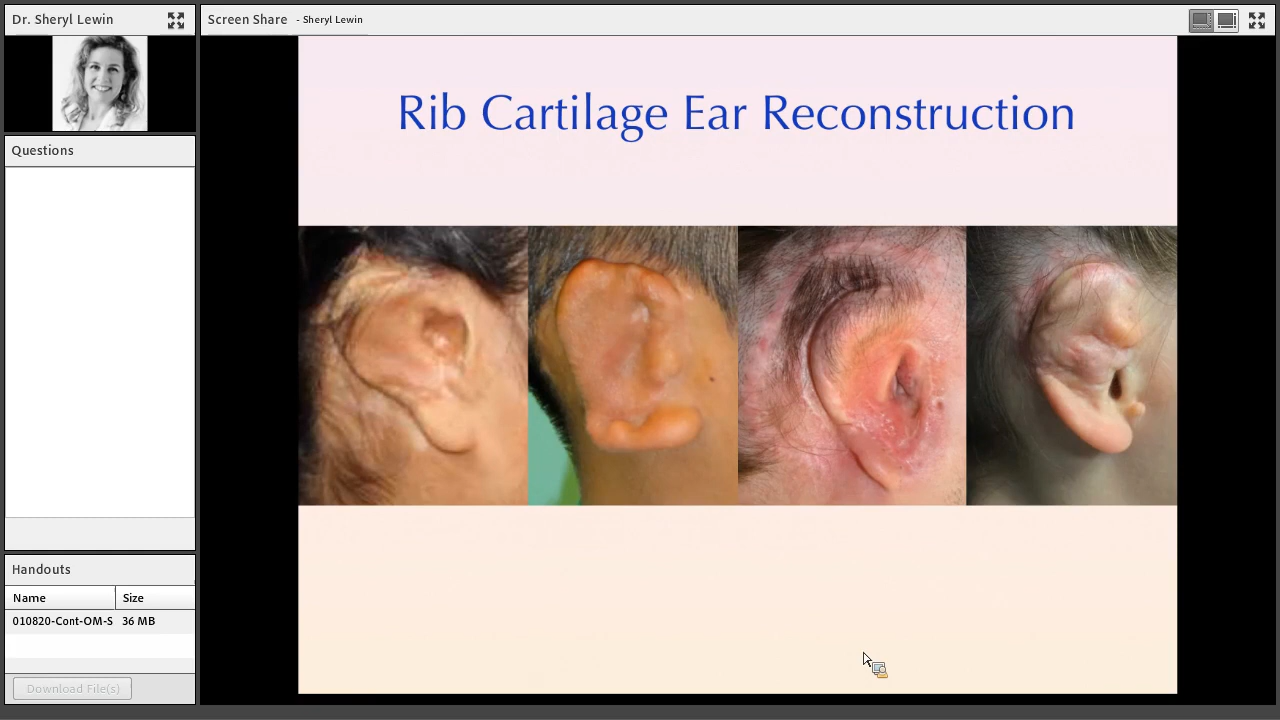 Dr. Sheryl Lewin
Screen Share - Sheryl Lewin
Rib Cartilage Ear Reconstruction
Questions
Handouts
Name Size
010820-Cont-OM-S 36 MB
Download File(s)